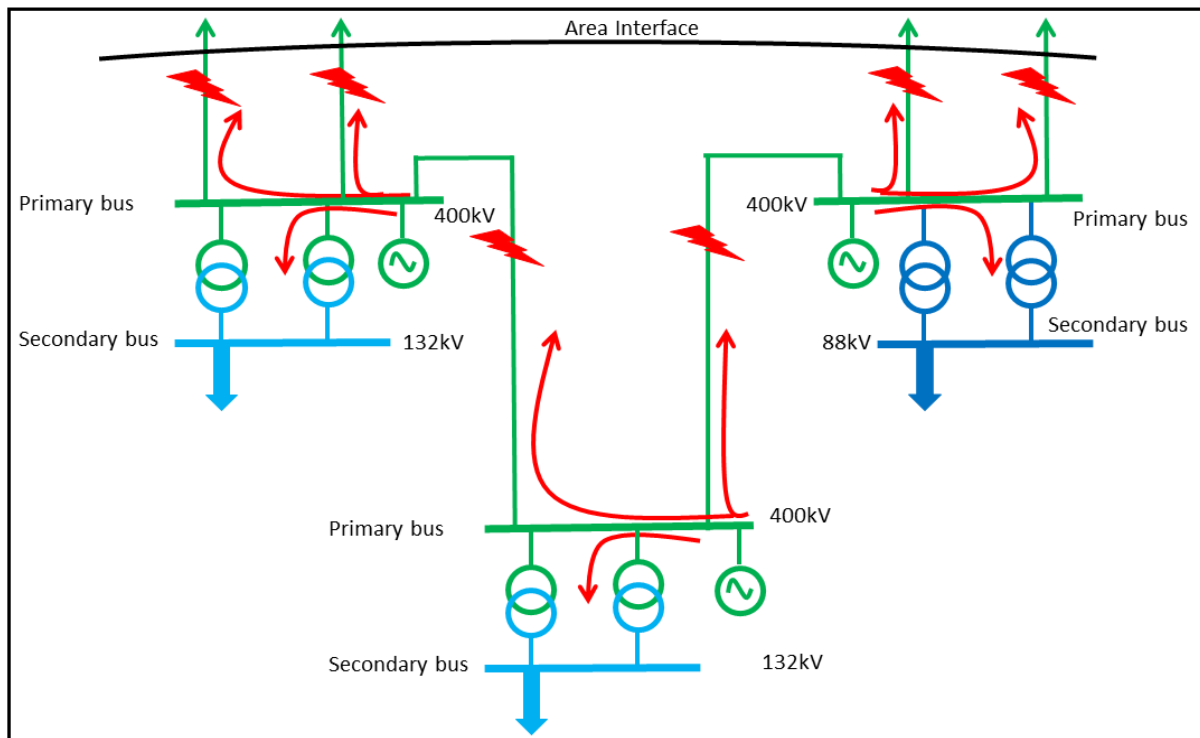 Area Interface
Primary bus
400kV
400kV
Primary bus
Secondary bus
132kV
88kV
Secondary bus
Primary bus
400kV
Secondary bus
132kV